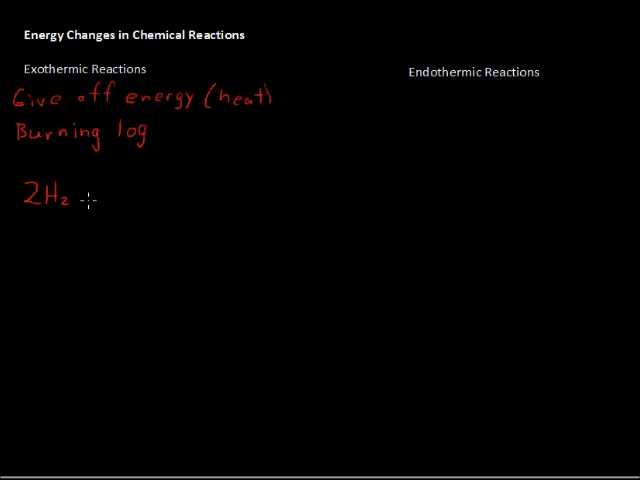 Energy Changes in Chemical Reactions
Exothermic Reactions
Give off energy (heat)
Burning log
2H₂
Endothermic Reactions